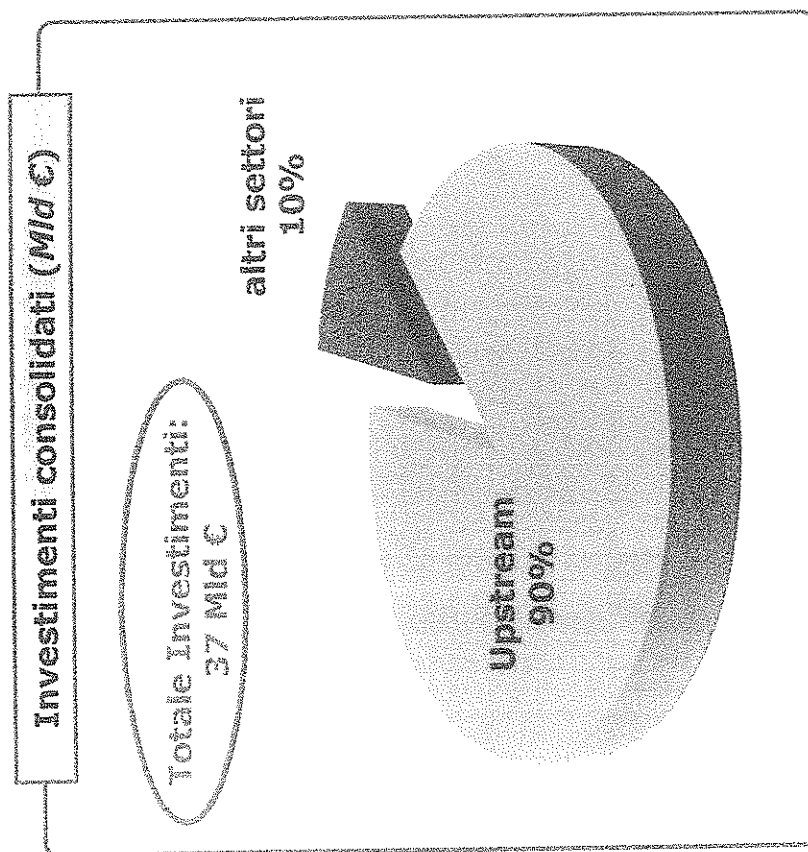 Investimenti consolidati (Mld €)
Totale Investimenti:
37 Mld €
altri settori
10%
Upstream
90%